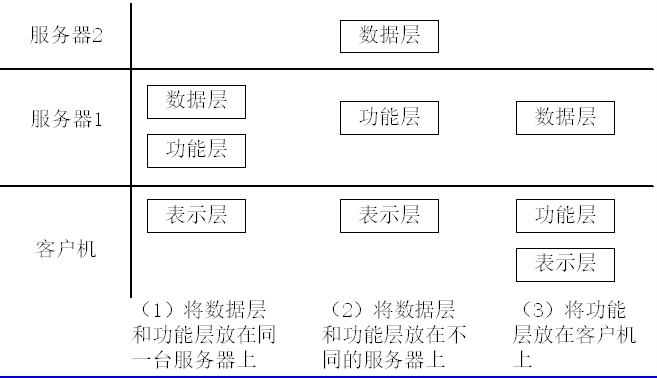 服务器2
数据层
服务器1
数据层
功能层
数据层
功能层
客户机
表示层
表示层
功能层
表示层
（1）将数据层
和功能层放在同
一台服务器上
（2）将数据层
和功能层放在不
同的服务器上
（3）将功能
层放在客户机
上